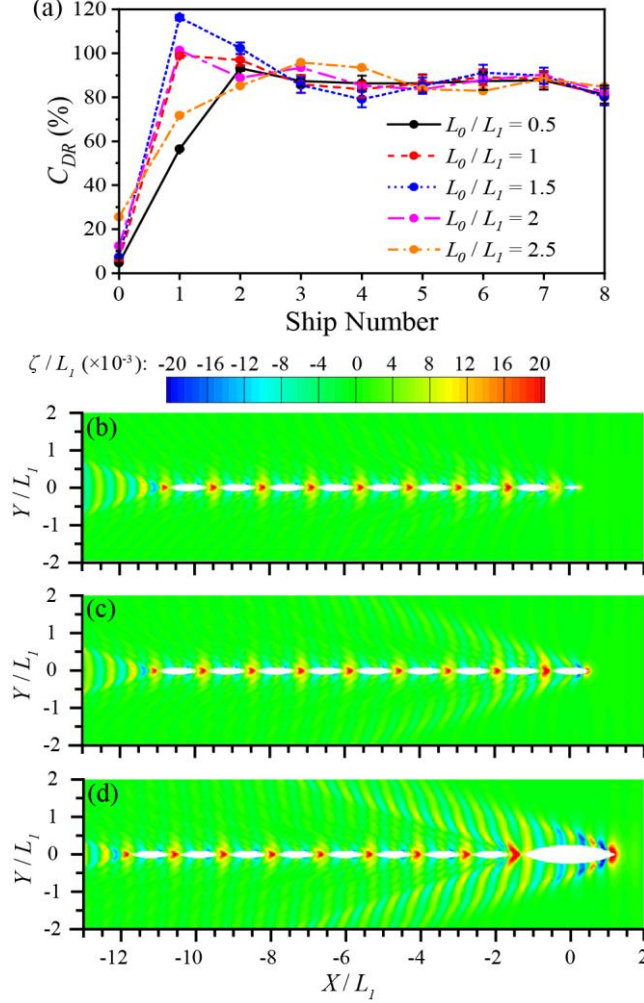 (a)
120
100
80
60
40
20
0
C_DR (%)
L_0 / L_1 = 0.5
L_0 / L_1 = 1
L_0 / L_1 = 1.5
L_0 / L_1 = 2
L_0 / L_1 = 2.5
0 1 2 3 4 5 6 7 8
Ship Number
ζ / L_1 (×10⁻³): -20 -16 -12 -8 -4 0 4 8 12 16 20
(b)
2
1
0
-1
-2
Y / L_1
(c)
2
1
0
-1
-2
Y / L_1
(d)
2
1
0
-1
-2
Y / L_1
-12 -10 -8 -6 -4 -2 0 2
X / L_1